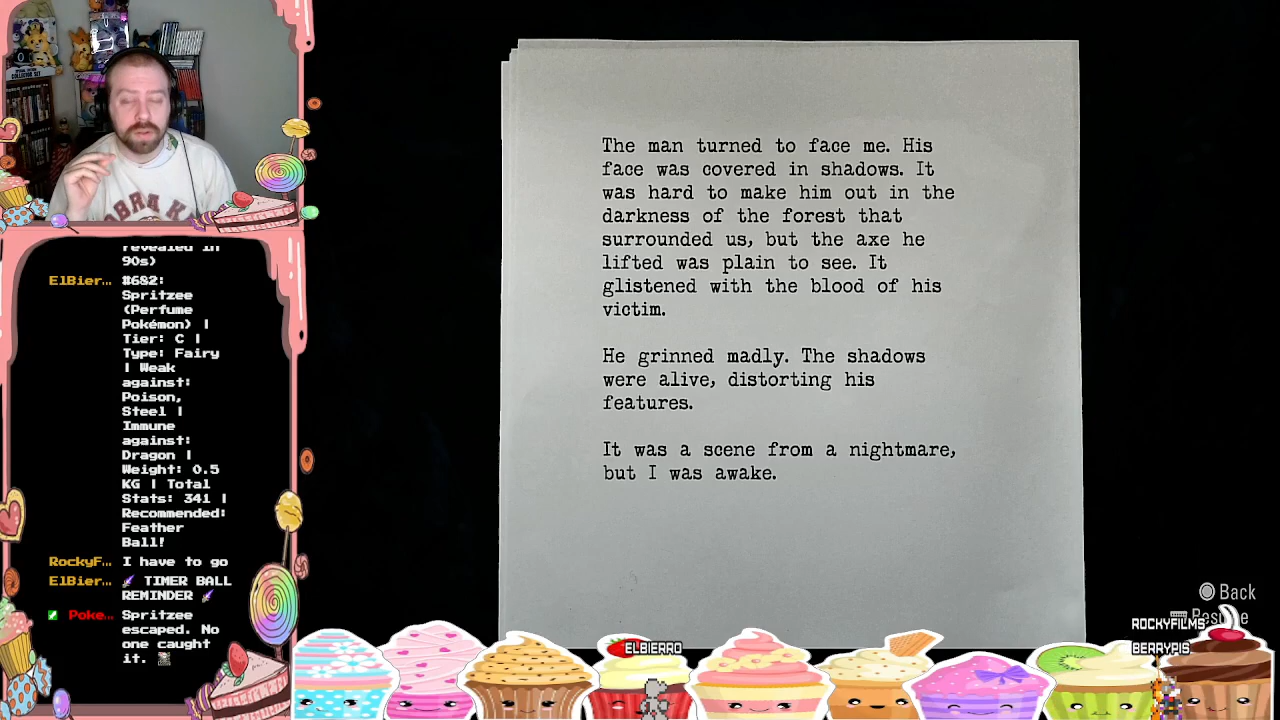 revealed in
90s)
ElBier... #682:
Spritzee
(Perfume
Pokémon) |
Tier: C |
Type: Fairy
| Weak
against:
Poison,
Steel |
Immune
against:
Dragon |
Weight: 0.5
KG | Total
Stats: 341 |
Recommended:
Feather
Ball!
RockyF... I have to go
ElBier... TIMER BALL
REMINDER
Poke... Spritzee
escaped. No
one caught
it.
The man turned to face me. His
face was covered in shadows. It
was hard to make him out in the
darkness of the forest that
surrounded us, but the axe he
lifted was plain to see. It
glistened with the blood of his
victim.
He grinned madly. The shadows
were alive, distorting his
features.
It was a scene from a nightmare,
but I was awake.
Back
ROCKYFILMS
ELBIERRO
BERRYPIS